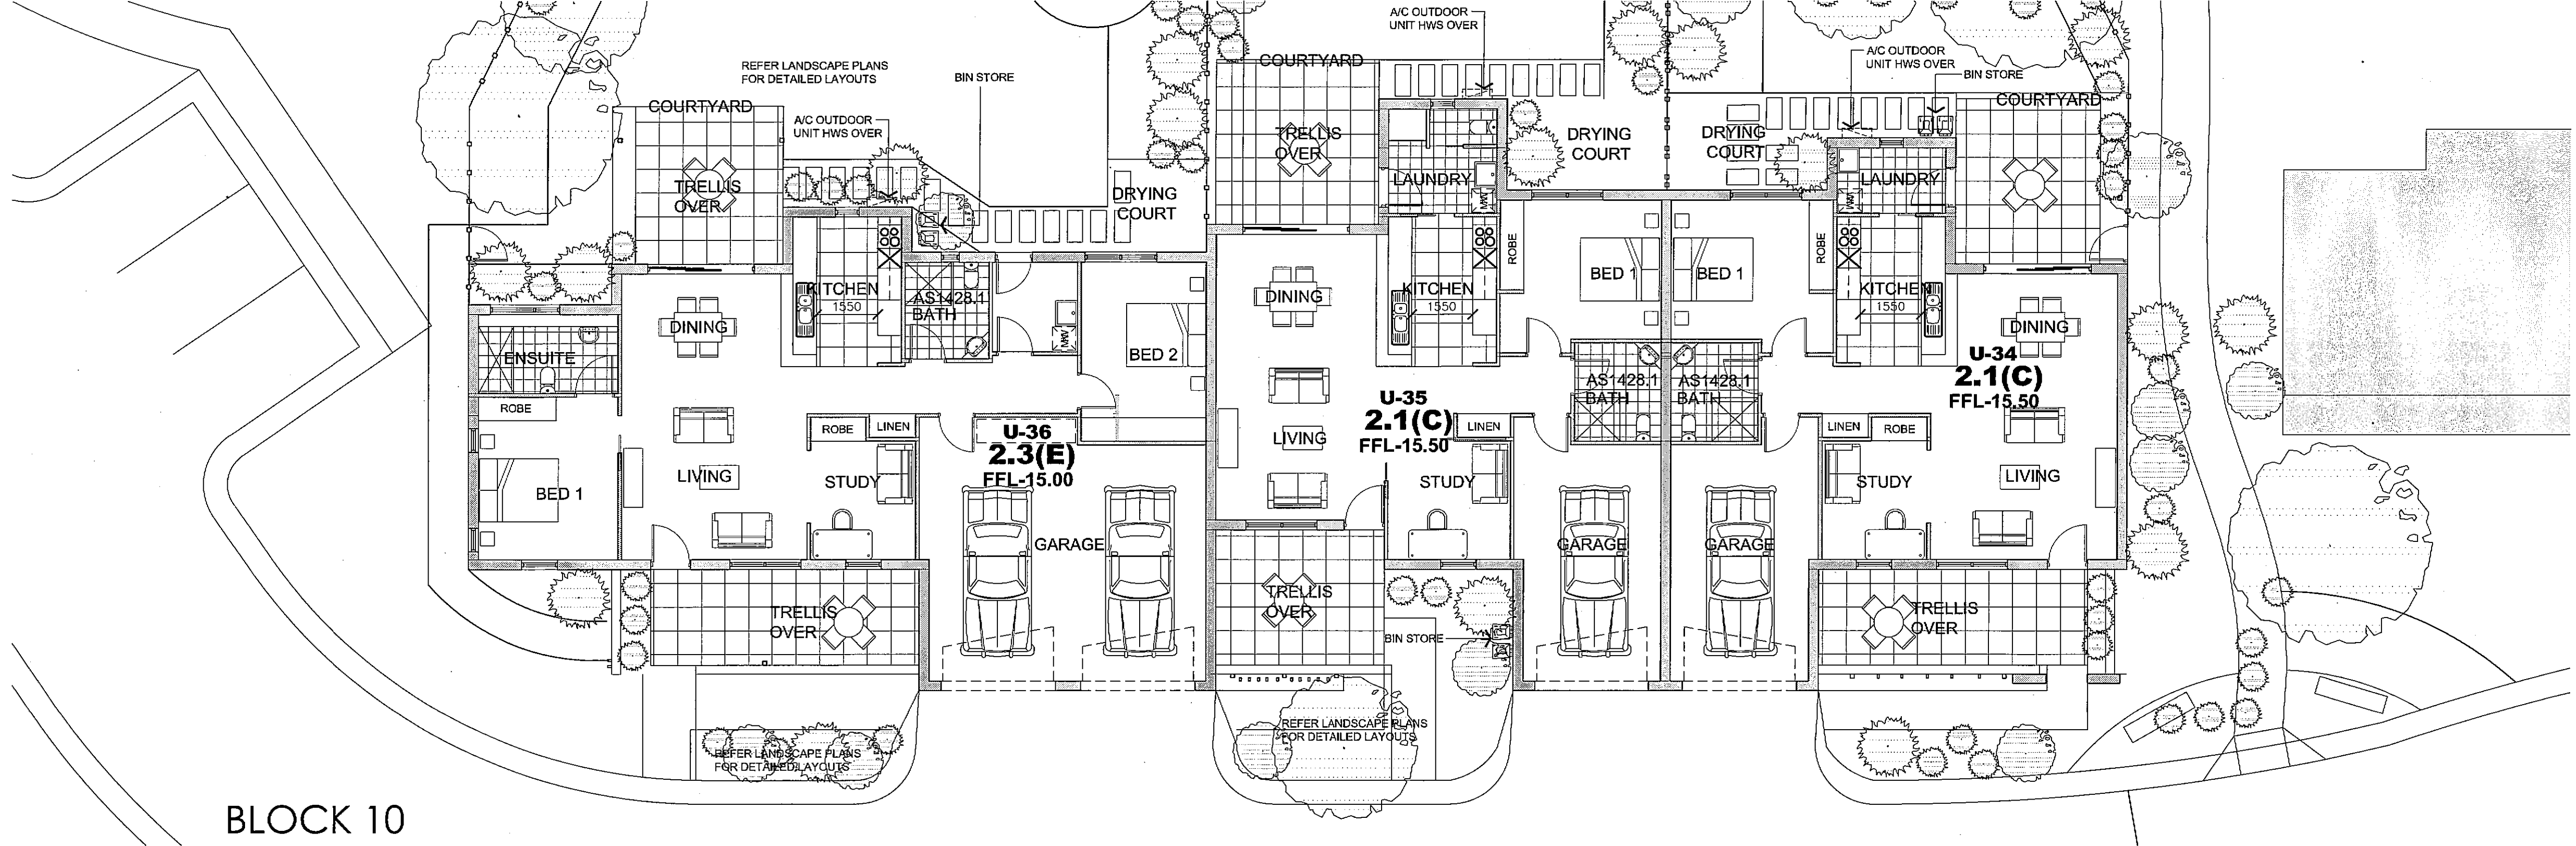 REFER LANDSCAPE PLANS
FOR DETAILED LAYOUTS
BIN STORE
COURTYARD
A/C OUTDOOR
UNIT HWS OVER
TRELLIS
OVER
DRYING
COURT
KITCHEN
1550
AS1428.1
BATH
DINING
ENSUITE
MW
BED 2
ROBE
ROBE
LINEN
U-36
2.3(E)
FFL-15.00
LIVING
STUDY
BED 1
GARAGE
TRELLIS
OVER
REFER LANDSCAPE PLANS
FOR DETAILED LAYOUTS
A/C OUTDOOR
UNIT HWS OVER
COURTYARD
TRELLIS
OVER
DRYING
COURT
LAUNDRY
MW
ROBE
BED 1
DINING
KITCHEN
1550
AS1428.1
BATH
U-35
2.1(C)
FFL-15.50
LINEN
LIVING
STUDY
GARAGE
TRELLIS
OVER
BIN STORE
REFER LANDSCAPE PLANS
FOR DETAILED LAYOUTS
A/C OUTDOOR
UNIT HWS OVER
BIN STORE
COURTYARD
DRYING
COURT
LAUNDRY
MW
ROBE
BED 1
KITCHEN
1550
DINING
U-34
2.1(C)
FFL-15.50
AS1428.1
BATH
LINEN
ROBE
STUDY
LIVING
GARAGE
TRELLIS
OVER
BLOCK 10